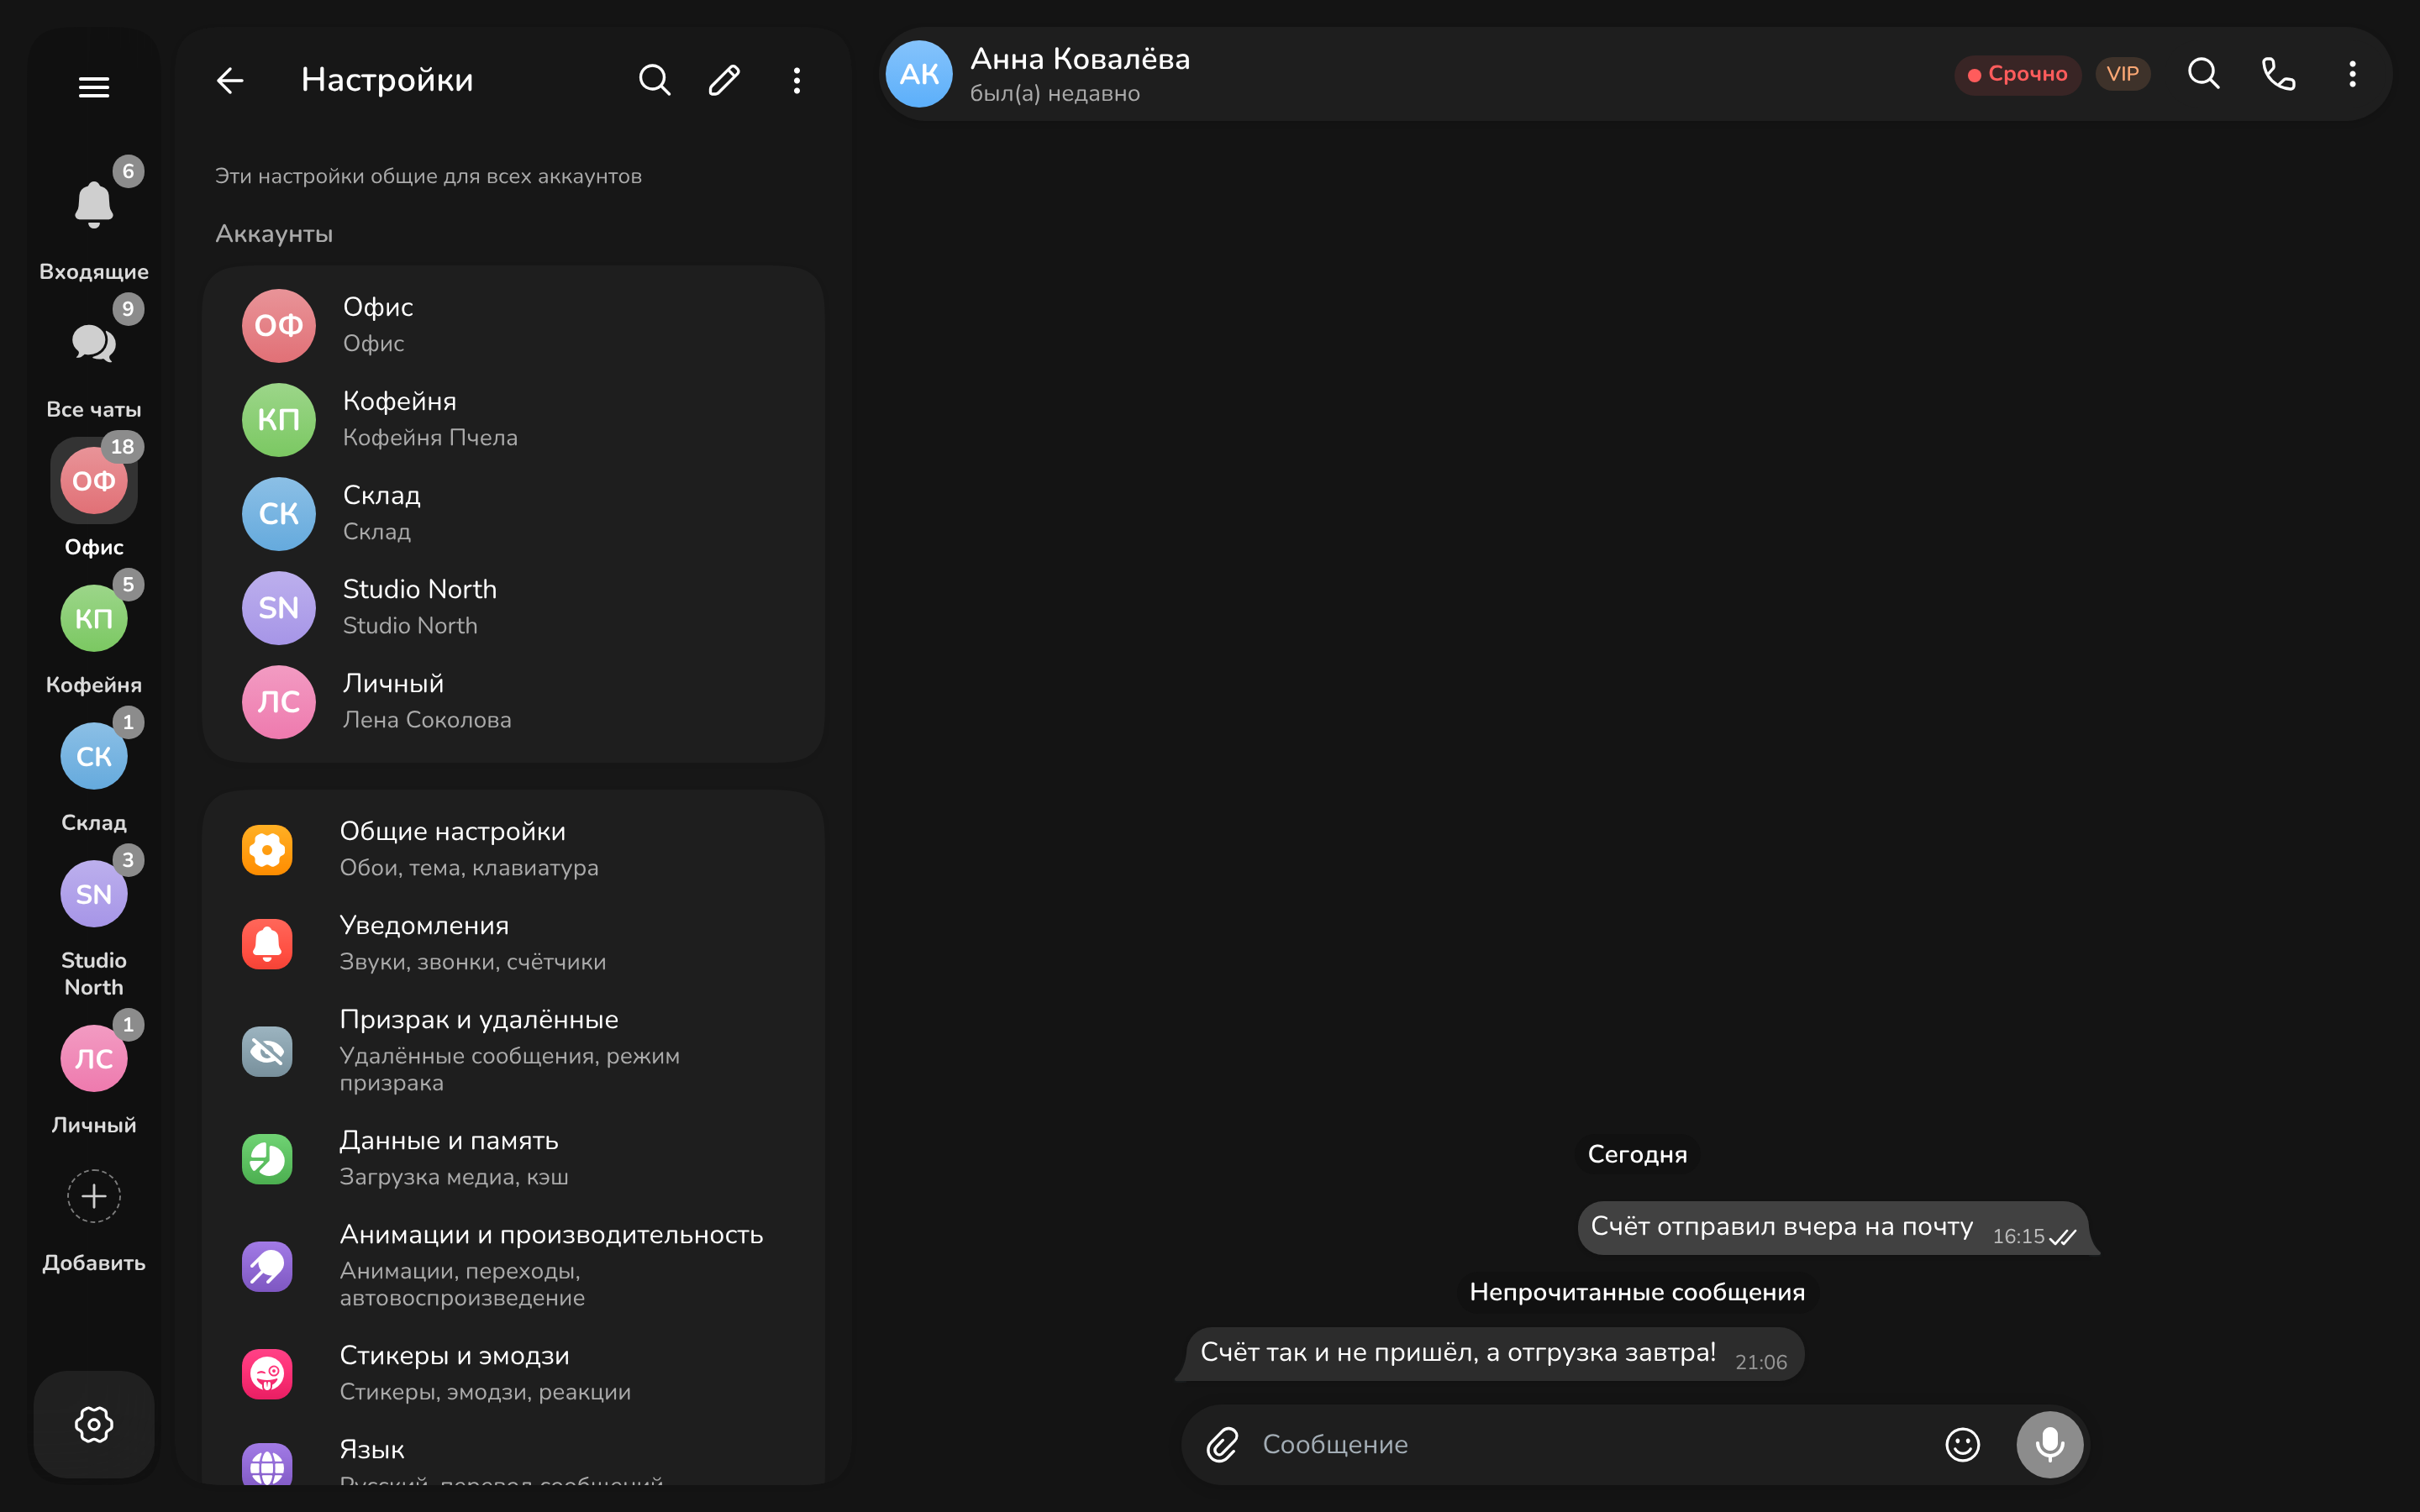 6
Входящие
9
Все чаты
18
ОФ
Офис
5
КП
Кофейня
1
СК
Склад
3
SN
Studio
North
1
ЛС
Личный
Добавить
Настройки
Эти настройки общие для всех аккаунтов
Аккаунты
ОФ
Офис
Офис
КП
Кофейня
Кофейня Пчела
СК
Склад
Склад
SN
Studio North
Studio North
ЛС
Личный
Лена Соколова
Общие настройки
Обои, тема, клавиатура
Уведомления
Звуки, звонки, счётчики
Призрак и удалённые
Удалённые сообщения, режим
призрака
Данные и память
Загрузка медиа, кэш
Анимации и производительность
Анимации, переходы,
автовоспроизведение
Стикеры и эмодзи
Стикеры, эмодзи, реакции
Язык
Русский, перевод сообщений
АК
Анна Ковалёва
был(а) недавно
Срочно
VIP
Сегодня
Счёт отправил вчера на почту 16:15
Непрочитанные сообщения
Счёт так и не пришёл, а отгрузка завтра! 21:06
Сообщение